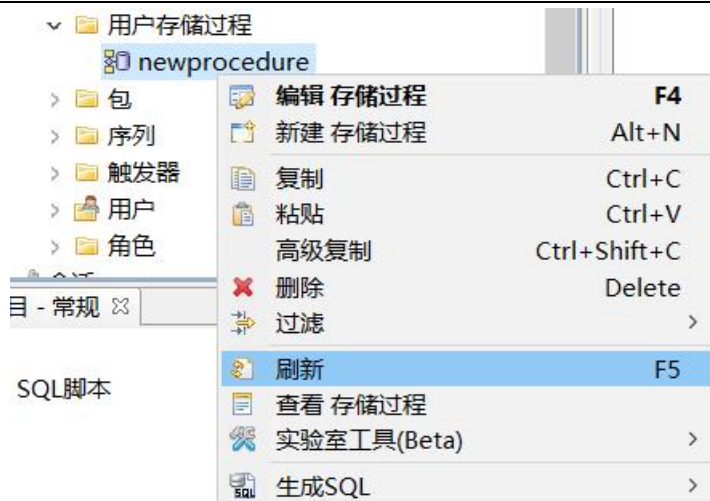 用户存储过程
newprocedure
包
序列
触发器
用户
角色
目 - 常规
SQL脚本
编辑 存储过程 F4
新建 存储过程 Alt+N
复制 Ctrl+C
粘贴 Ctrl+V
高级复制 Ctrl+Shift+C
删除 Delete
过滤
刷新 F5
查看 存储过程
实验室工具(Beta)
生成SQL